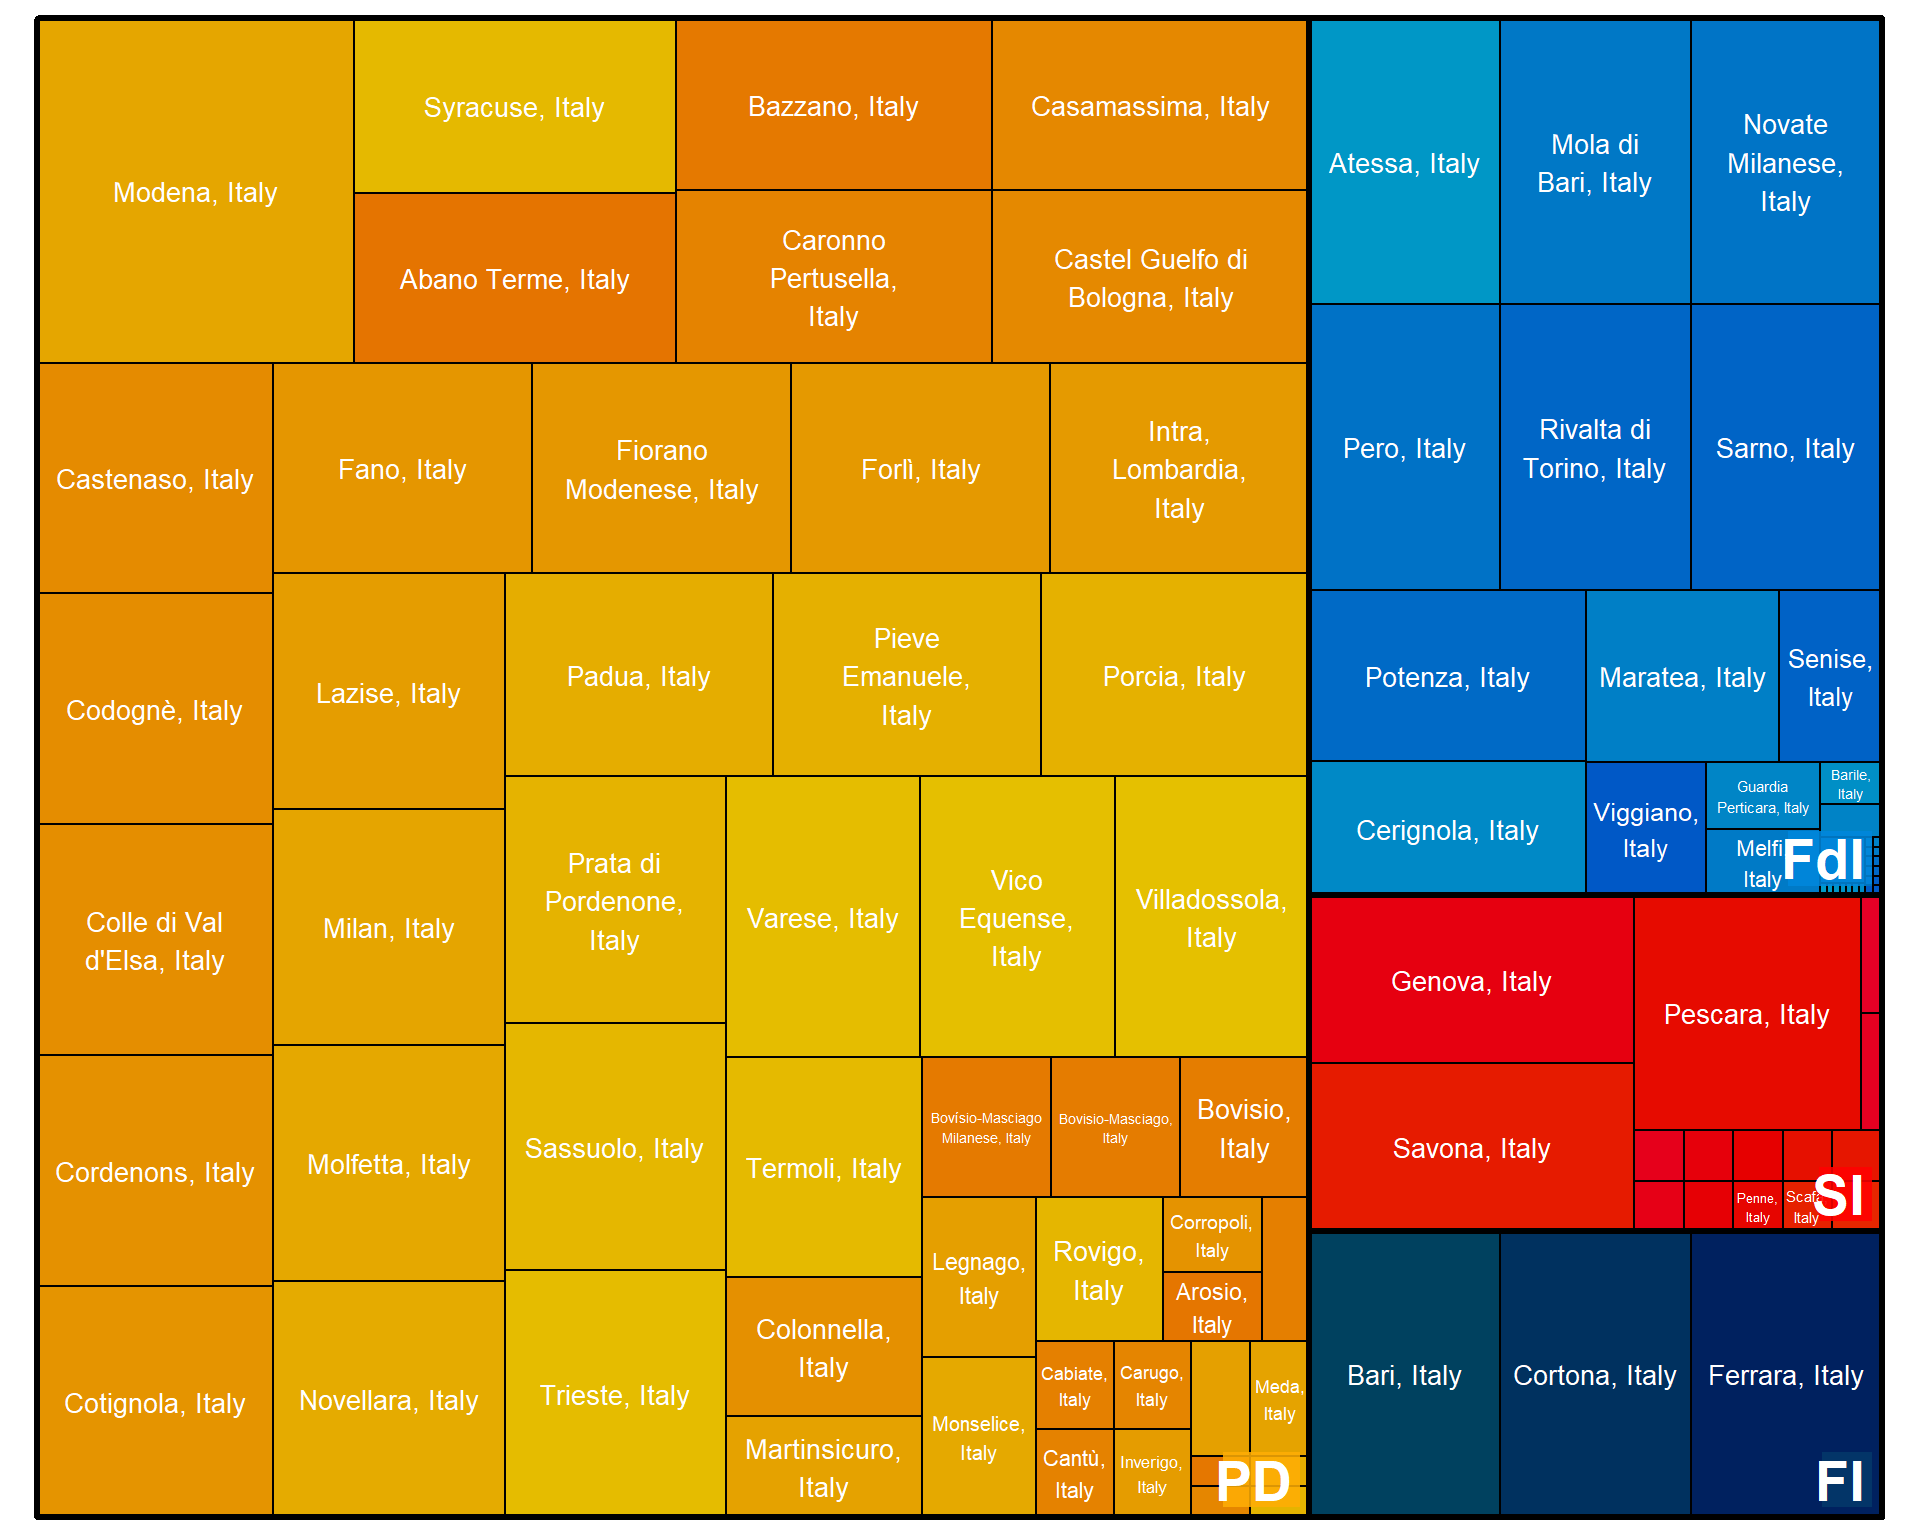 Modena, Italy
Syracuse, Italy
Abano Terme, Italy
Bazzano, Italy
Casamassima, Italy
Caronno
Pertusella,
Italy
Castel Guelfo di
Bologna, Italy
Castenaso, Italy
Fano, Italy
Fiorano
Modenese, Italy
Forlì, Italy
Intra,
Lombardia,
Italy
Codognè, Italy
Lazise, Italy
Padua, Italy
Pieve
Emanuele,
Italy
Porcia, Italy
Colle di Val
d'Elsa, Italy
Milan, Italy
Prata di
Pordenone,
Italy
Varese, Italy
Vico
Equense,
Italy
Villadossola,
Italy
Cordenons, Italy
Molfetta, Italy
Sassuolo, Italy
Termoli, Italy
Bovísio-Masciago
Milanese, Italy
Bovisio-Masciago,
Italy
Bovisio,
Italy
Cotignola, Italy
Novellara, Italy
Trieste, Italy
Colonnella,
Italy
Martinsicuro,
Italy
Legnago,
Italy
Monselice,
Italy
Rovigo,
Italy
Corropoli,
Italy
Arosio,
Italy
Cabiate,
Italy
Carugo,
Italy
Cantù,
Italy
Inverigo,
Italy
Meda,
Italy
PD
Atessa, Italy
Mola di
Bari, Italy
Novate
Milanese,
Italy
Pero, Italy
Rivalta di
Torino, Italy
Sarno, Italy
Potenza, Italy
Maratea, Italy
Senise,
Italy
Cerignola, Italy
Viggiano,
Italy
Guardia
Perticara, Italy
Barile,
Italy
Melfi
Italy
FdI
Genova, Italy
Pescara, Italy
Savona, Italy
Penne,
Italy
Scafa
Italy
SI
Bari, Italy
Cortona, Italy
Ferrara, Italy
FI